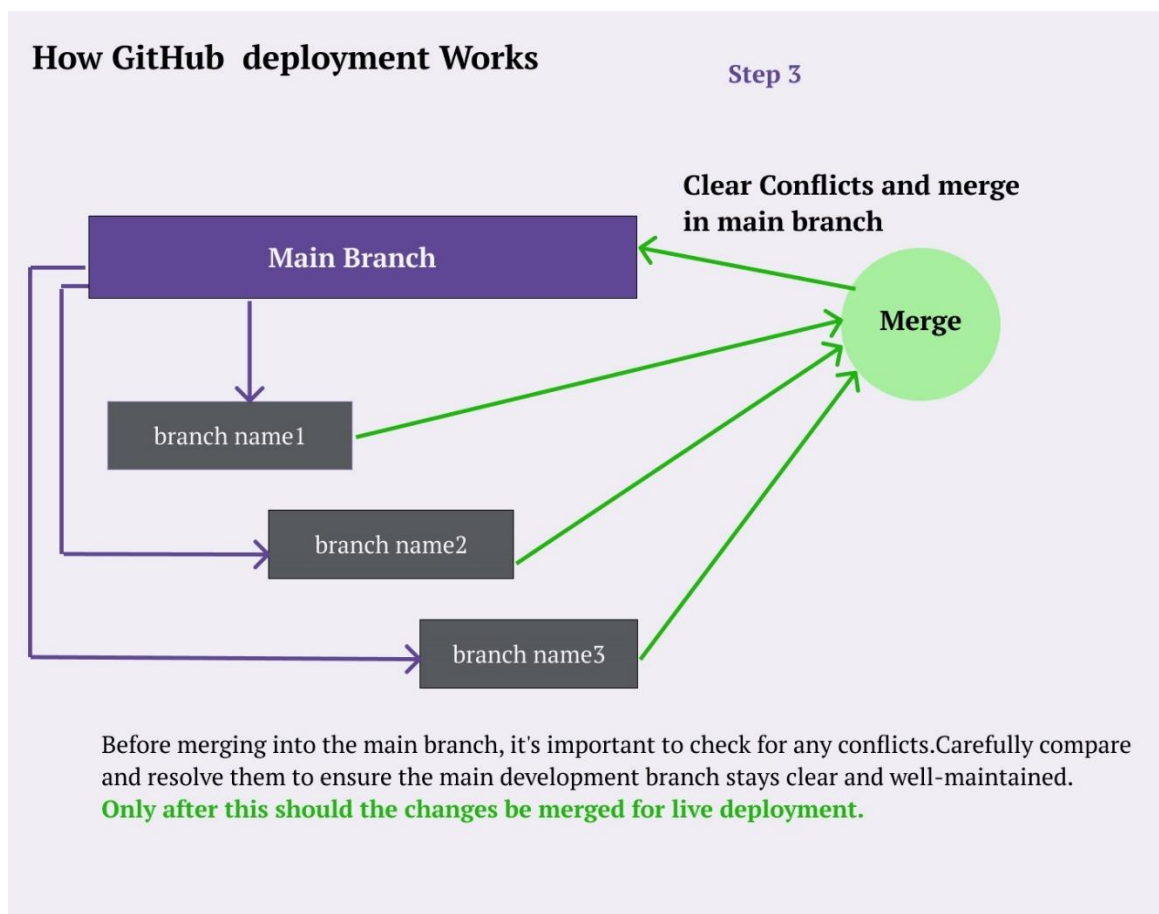 How GitHub  deployment Works
Step 3
Clear Conflicts and merge
in main branch
Main Branch
Merge
branch name1
branch name2
branch name3
Before merging into the main branch, it's important to check for any conflicts.Carefully compare
and resolve them to ensure the main development branch stays clear and well-maintained.
Only after this should the changes be merged for live deployment.